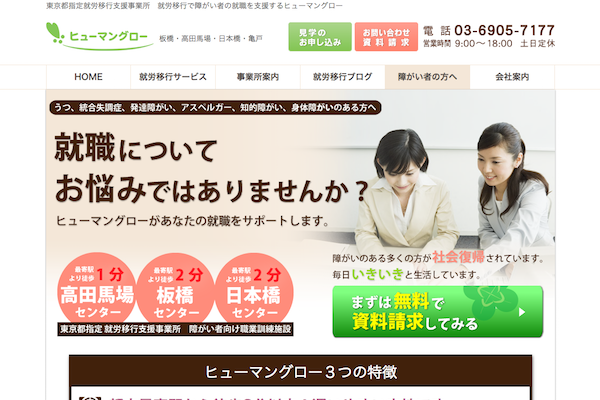 東京都指定就労移行支援事業所　就労移行で障がい者の就職を支援するヒューマングロー
ヒューマングロー
板橋・高田馬場・日本橋・亀戸
見学の
お申し込み
お問い合わせ
資料請求
電話 03-6905-7177
営業時間 9:00〜18:00 土日定休
HOME
就労移行サービス
事業所案内
就労移行ブログ
障がい者の方へ
会社案内
うつ、統合失調症、発達障がい、アスペルガー、知的障がい、身体障がいのある方へ
就職について
お悩みではありませんか？
ヒューマングローがあなたの就職をサポートします。
最寄駅
より徒歩 1分
高田馬場
センター
最寄駅
より徒歩 2分
板橋
センター
最寄駅
より徒歩 2分
日本橋
センター
東京都指定 就労移行支援事業所　障がい者向け職業訓練施設
障がいのある多くの方が社会復帰されています。
毎日いきいきと生活しています。
まずは無料で
資料請求してみる
ヒューマングロー３つの特徴